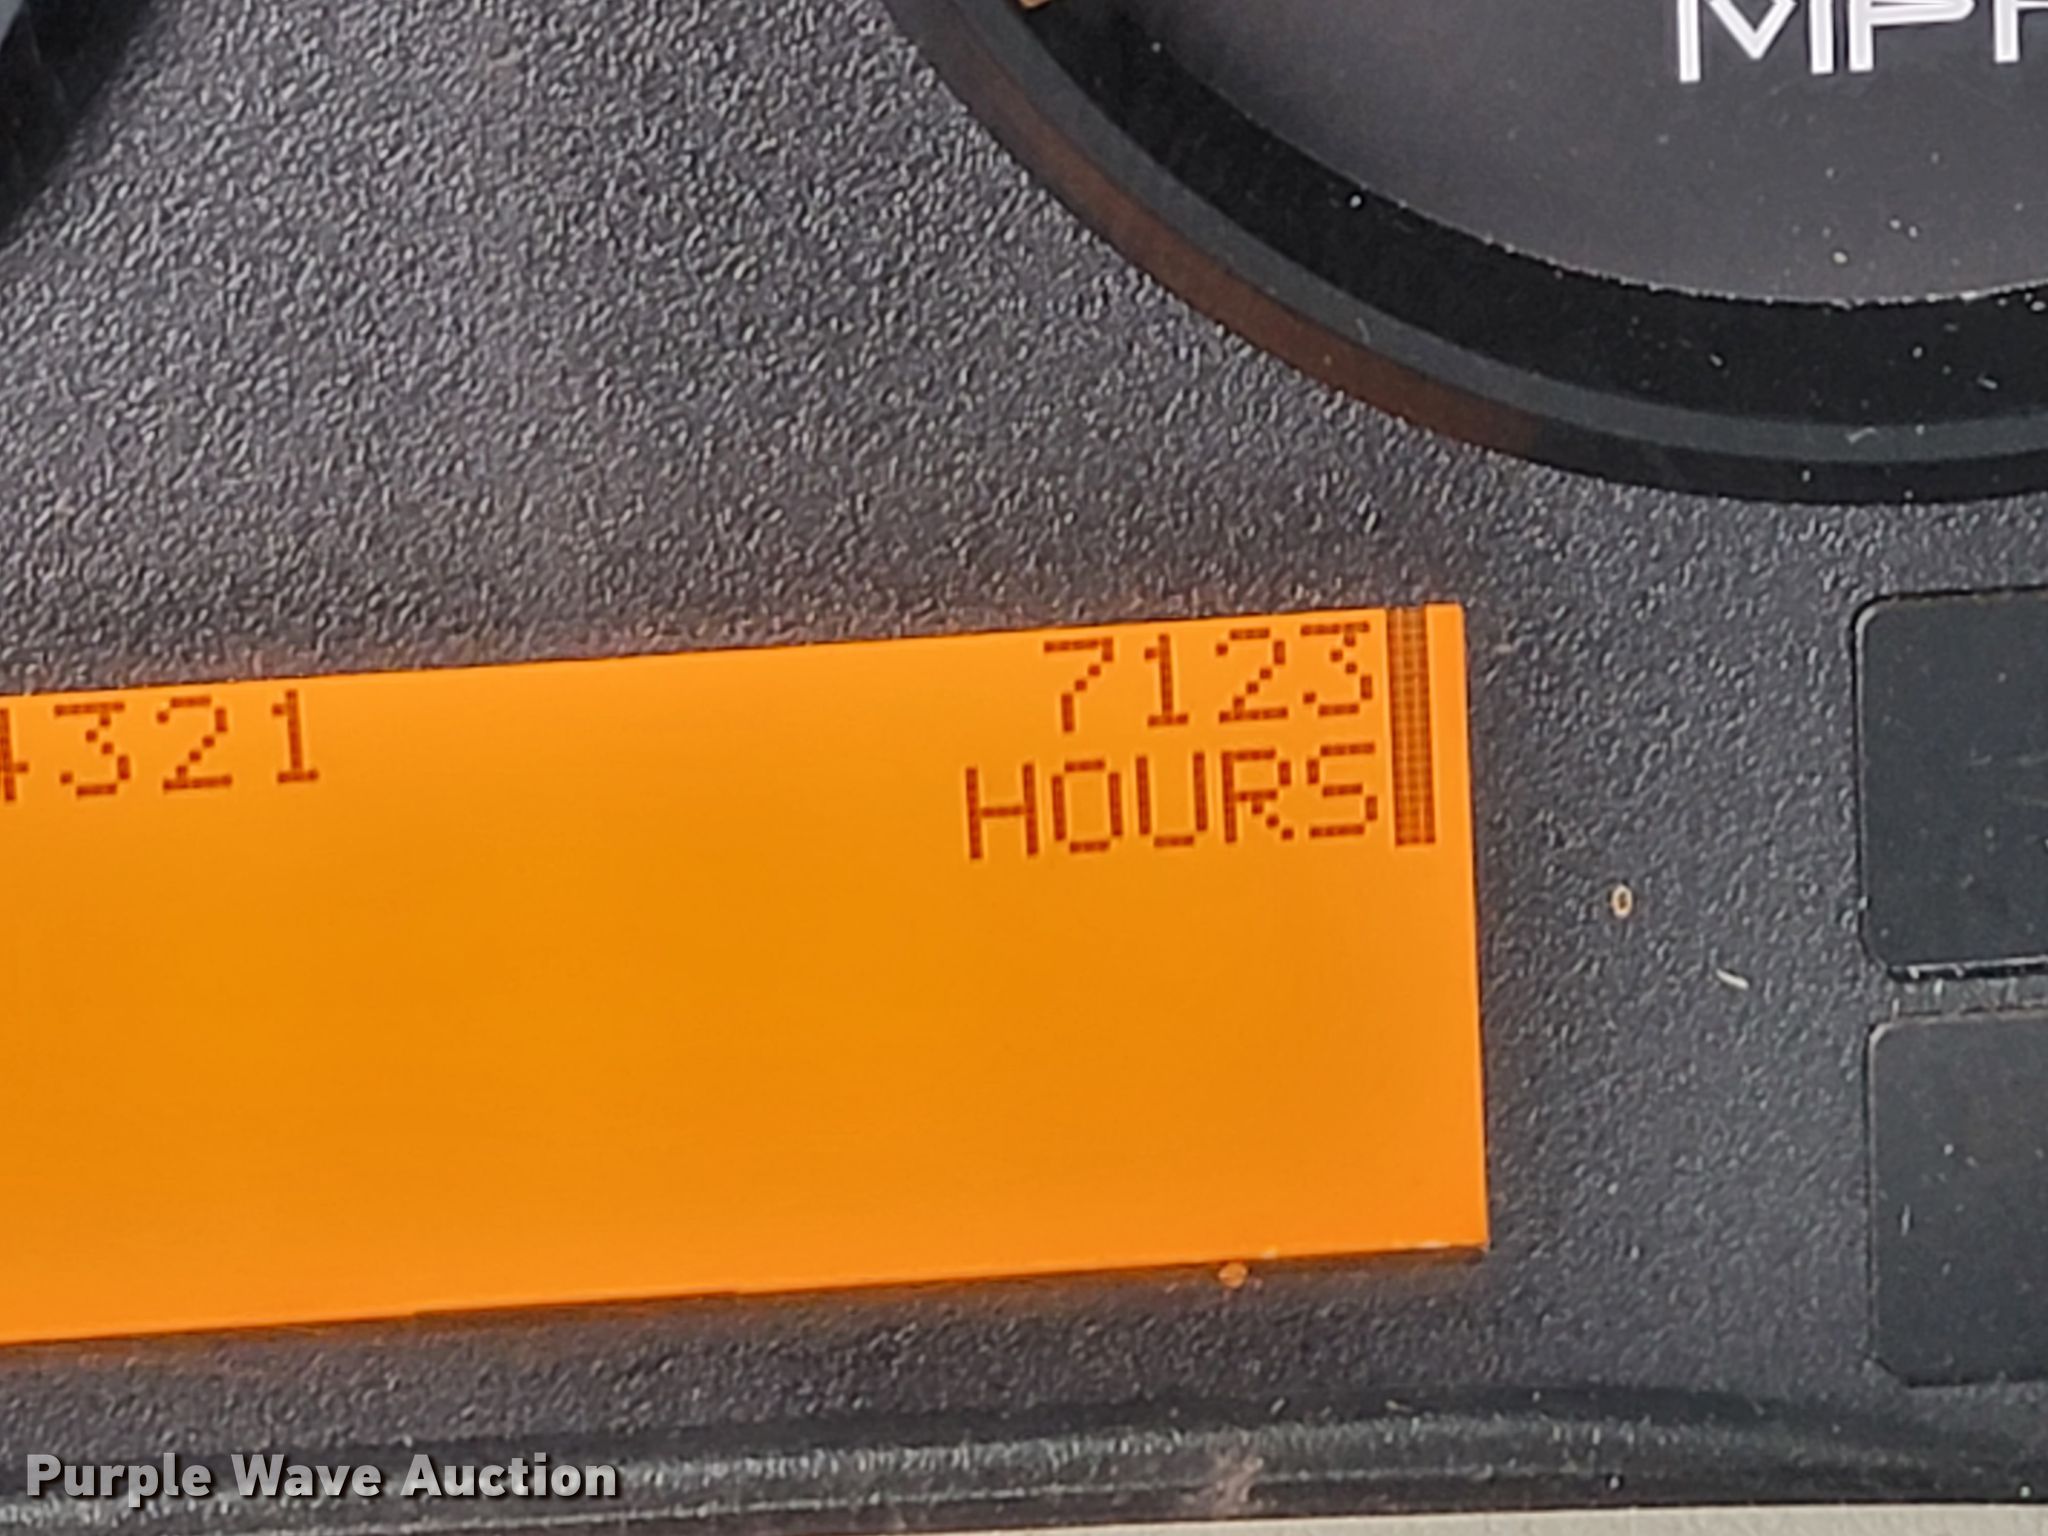 MPH
4321
7123
HOURS
Purple Wave Auction